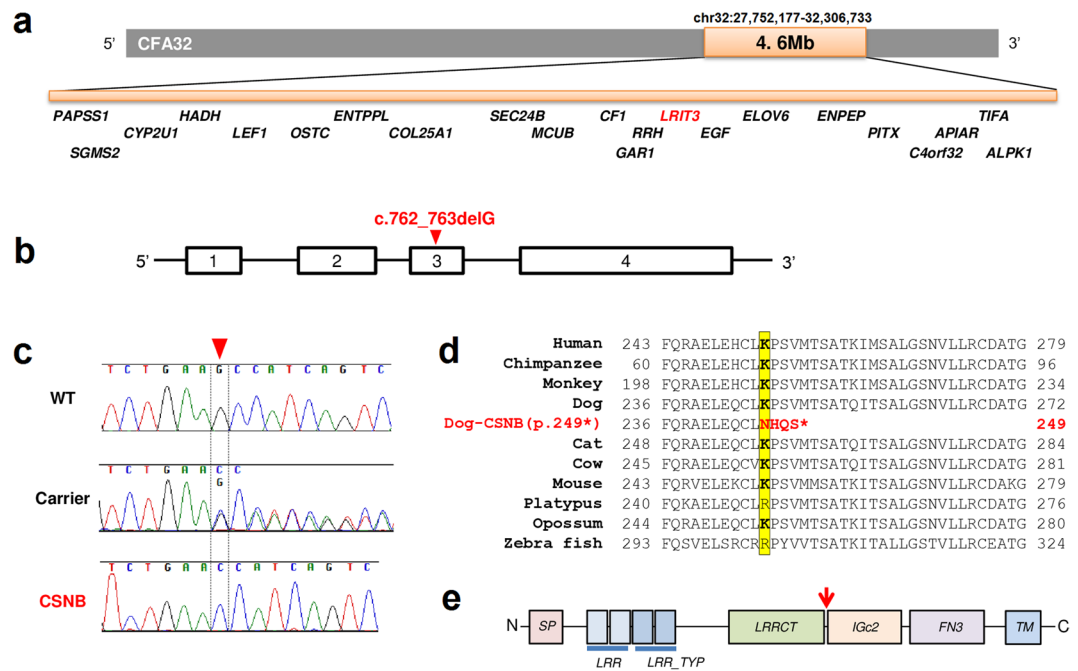 a
chr32:27,752,177-32,306,733
5' CFA32 4. 6Mb 3'
PAPSS1 HADH ENTPPL SEC24B CF1 LRIT3 ELOV6 ENPEP TIFA
CYP2U1 LEF1 OSTC COL25A1 MCUB RRH EGF PITX APIAR
SGMS2 GAR1 C4orf32 ALPK1
b
c.762_763delG
5' 1 2 3 4 3'
c
T C T G A A G C C A T C A G T C
WT
T C T G A A C C
G
Carrier
T C T G A A C C A T C A G T C
CSNB
d
Human 243 FQRAELEHCLKPSVMTSATKIMSALGSNVLLRCDATG 279
Chimpanzee 60 FQRAELEHCLKPSVMTSATKIMSALGSNVLLRCDATG 96
Monkey 198 FQRAELEHCLKPSVMTSATKIMSALGSNVLLRCDATG 234
Dog 236 FQRAELEQCLKPSVMTSATQITSALGSNVLLRCDATG 272
Dog-CSNB(p.249*) 236 FQRAELEQCLNHQS* 249
Cat 248 FQRAELEQCLKPSVMTSATQITSALGSNVLLRCDATG 284
Cow 245 FQRAELEQCVKPSVMTSATKITSALGSNVLLRCDATG 281
Mouse 243 FQRVELEKCLKPSVMMSATKITSALGSNVLLRCDAKG 279
Platypus 240 FQKAELEQCLRPSVMTSATKITSALGSNVLLRCDATG 276
Opossum 244 FQRAELEQCLKPSVMTSATKITSALGSNVLLRCDATG 280
Zebra fish 293 FQSVELSRCRRPYVVTSATKITALLGSTVLLRCEATG 324
e
N SP LRRCT IGc2 FN3 TM C
LRR LRR_TYP